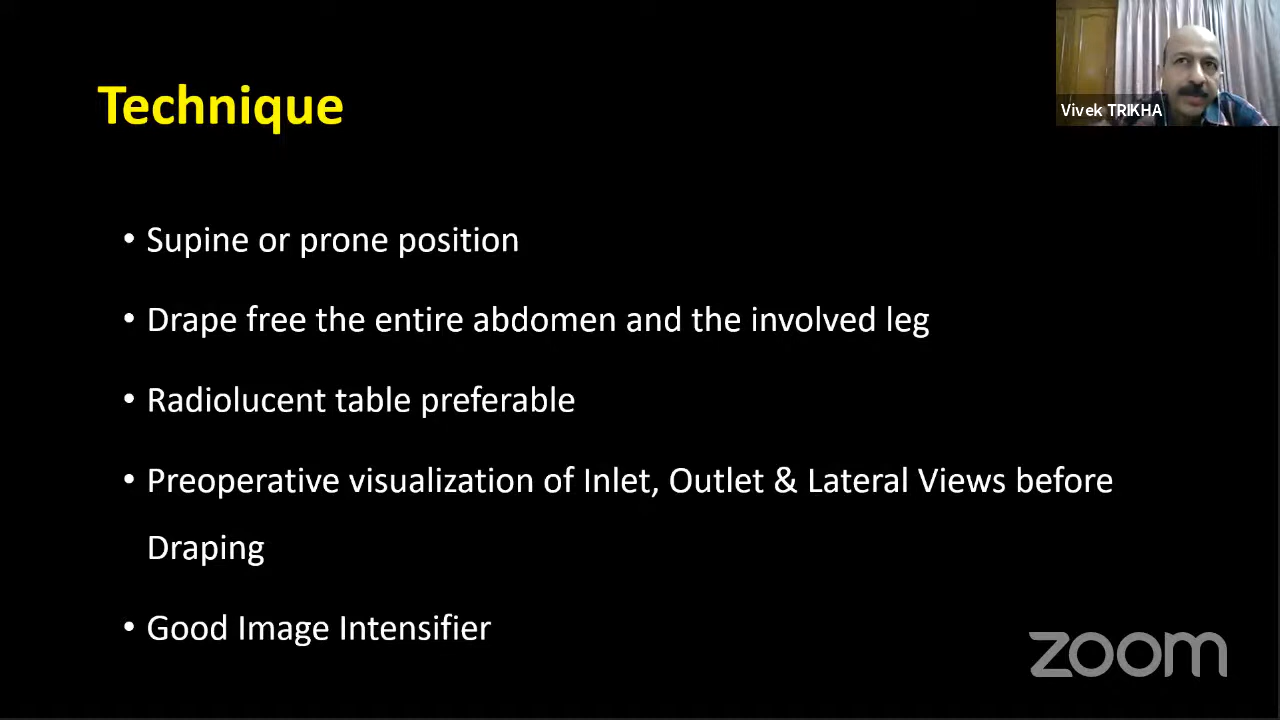 Technique
Vivek TRIKHA
• Supine or prone position
• Drape free the entire abdomen and the involved leg
• Radiolucent table preferable
• Preoperative visualization of Inlet, Outlet & Lateral Views before
Draping
• Good Image Intensifier
zoom